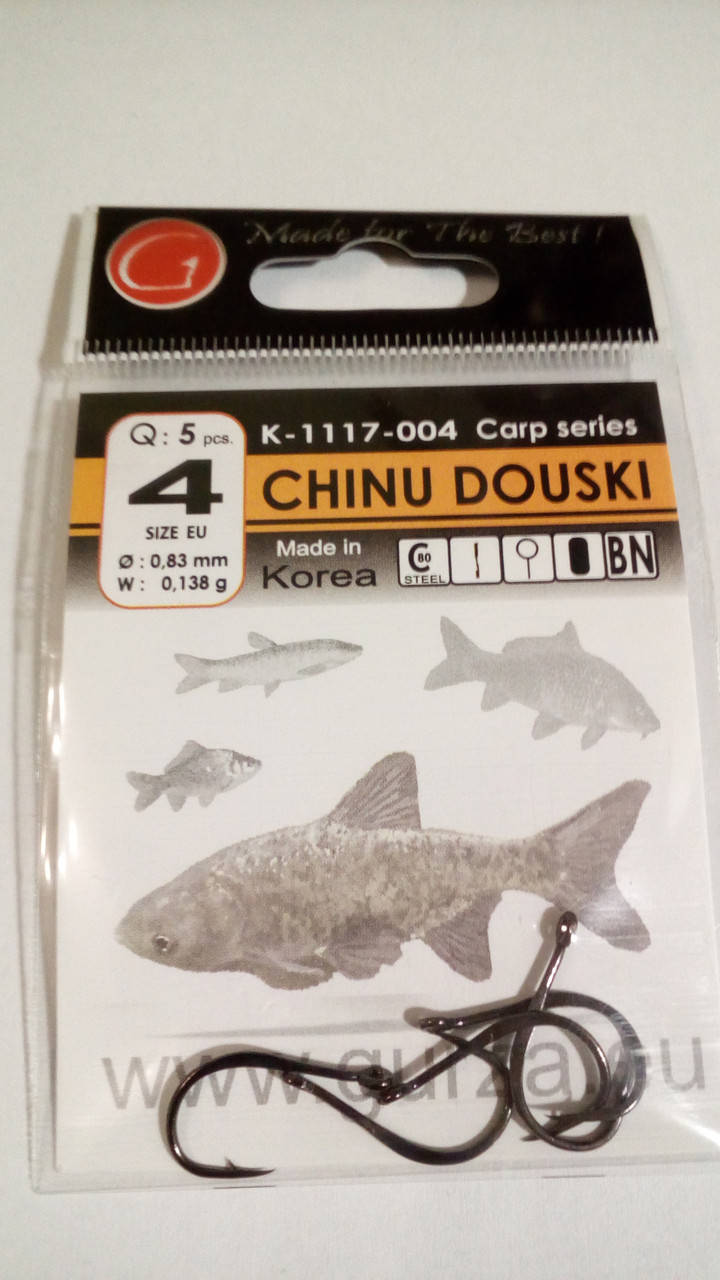 G
Made for The Best !
Q: 5 pcs.
K-1117-004 Carp series
4
CHINU DOUSKI
SIZE EU
Ø : 0,83 mm
W : 0,138 g
Made in
Korea
C 80
STEEL
BN
www.gurza.eu